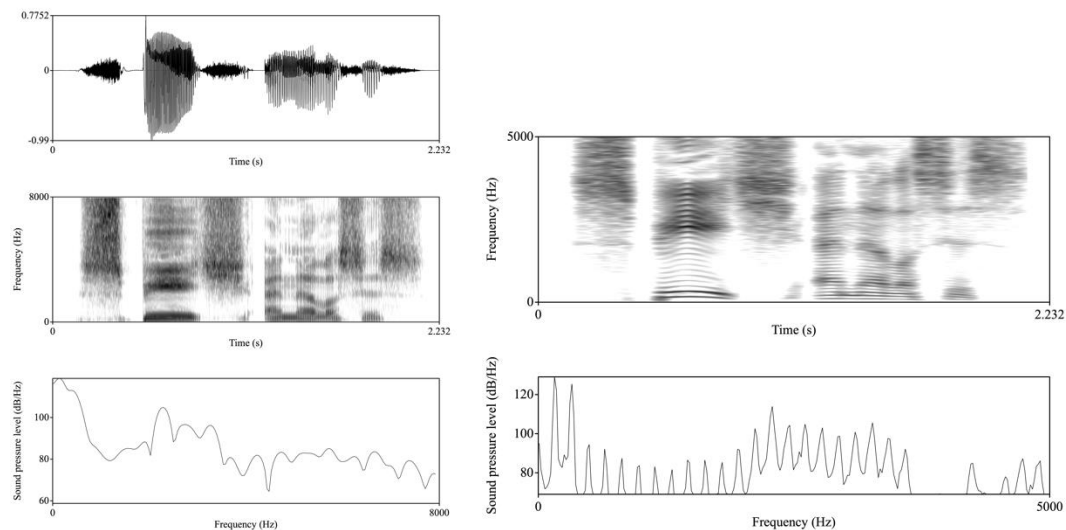 0.7752
0
-0.99
0
2.232
Time (s)
8000
Frequency (Hz)
0
0
2.232
Time (s)
Sound pressure level (dB/Hz)
100
80
60
0
8000
Frequency (Hz)
5000
Frequency (Hz)
0
0
2.232
Time (s)
Sound pressure level (dB/Hz)
120
100
80
0
5000
Frequency (Hz)